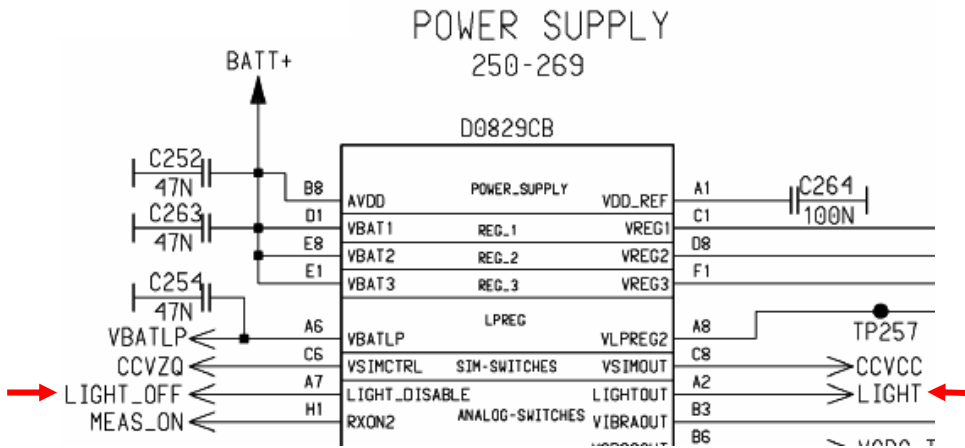 POWER SUPPLY
250-269
BATT+
D0829CB
C252
47N
B8 AVDD POWER_SUPPLY VDD_REF A1
C264
100N
C263
47N
D1 VBAT1 REG_1 VREG1 C1
E8 VBAT2 REG_2 VREG2 D8
E1 VBAT3 REG_3 VREG3 F1
C254
47N
LPREG
TP257
VBATLP A6 VBATLP VLPREG2 A8
CCVZQ C6 VSIMCTRL SIM-SWITCHES VSIMOUT C8 CCVCC
LIGHT_OFF A7 LIGHT_DISABLE LIGHTOUT A2 LIGHT
MEAS_ON H1 RXON2 ANALOG-SWITCHES VIBRAOUT B3
B6